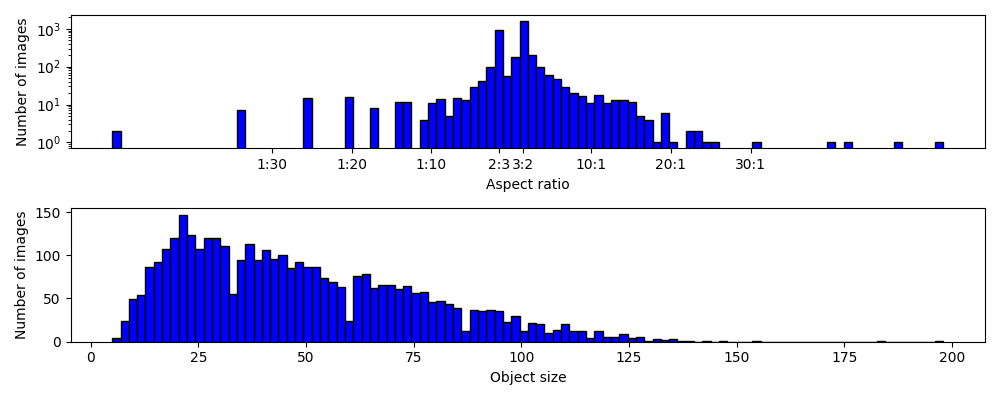 Number of images
10³
10²
10¹
10⁰
1:30 1:20 1:10 2:3 3:2 10:1 20:1 30:1
Aspect ratio
Number of images
150
100
50
0
0 25 50 75 100 125 150 175 200
Object size